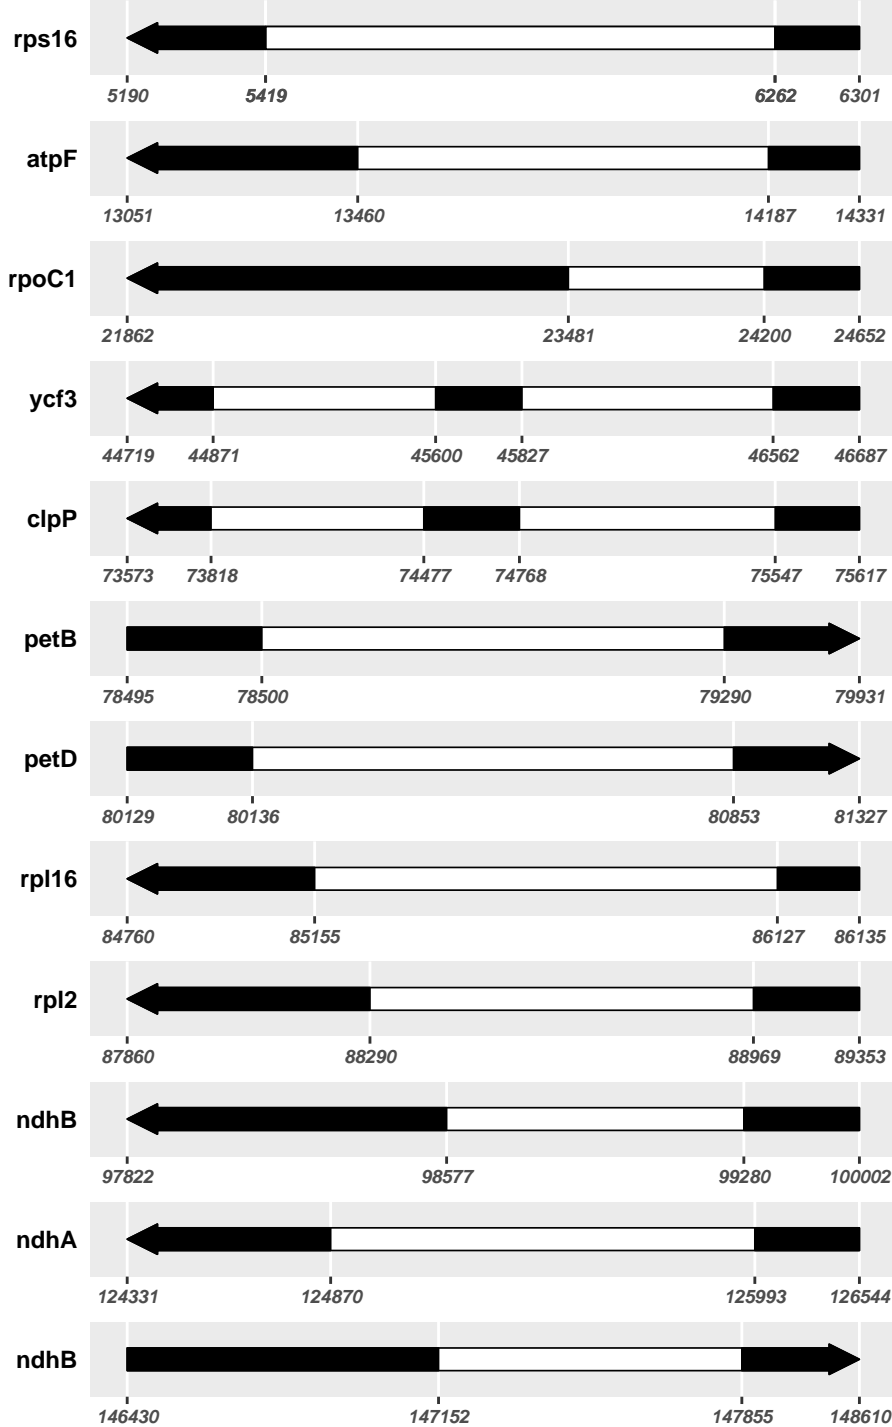 rps16
5190 5419 6262 6301
atpF
13051 13460 14187 14331
rpoC1
21862 23481 24200 24652
ycf3
44719 44871 45600 45827 46562 46687
clpP
73573 73818 74477 74768 75547 75617
petB
78495 78500 79290 79931
petD
80129 80136 80853 81327
rpl16
84760 85155 86127 86135
rpl2
87860 88290 88969 89353
ndhB
97822 98577 99280 100002
ndhA
124331 124870 125993 126544
ndhB
146430 147152 147855 148610